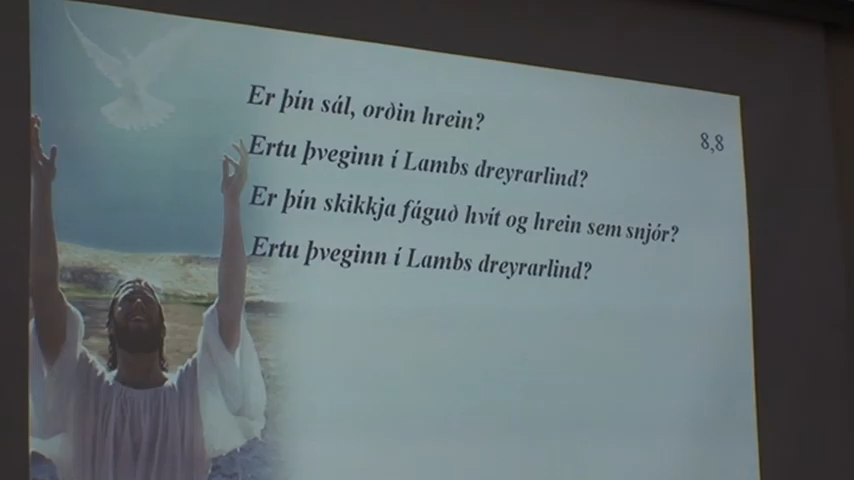 Er þín sál, orðin hrein?
8,8
Ertu þveginn í Lambs dreyrarlind?
Er þín skikkja fáguð hvít og hrein sem snjór?
Ertu þveginn í Lambs dreyrarlind?